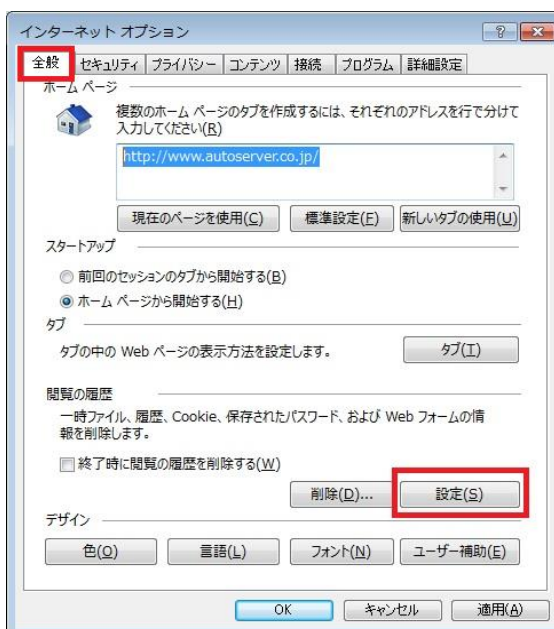 インターネット オプション
全般 セキュリティ プライバシー コンテンツ 接続 プログラム 詳細設定
ホーム ページ
複数のホーム ページのタブを作成するには、それぞれのアドレスを行で分けて
入力してください(R)
http://www.autoserver.co.jp/
現在のページを使用(C) 標準設定(F) 新しいタブの使用(U)
スタートアップ
前回のセッションのタブから開始する(B)
ホーム ページから開始する(H)
タブ
タブの中の Web ページの表示方法を設定します。 タブ(T)
閲覧の履歴
一時ファイル、履歴、Cookie、保存されたパスワード、および Web フォームの情
報を削除します。
終了時に閲覧の履歴を削除する(W)
削除(D)... 設定(S)
デザイン
色(O) 言語(L) フォント(N) ユーザー補助(E)
OK キャンセル 適用(A)